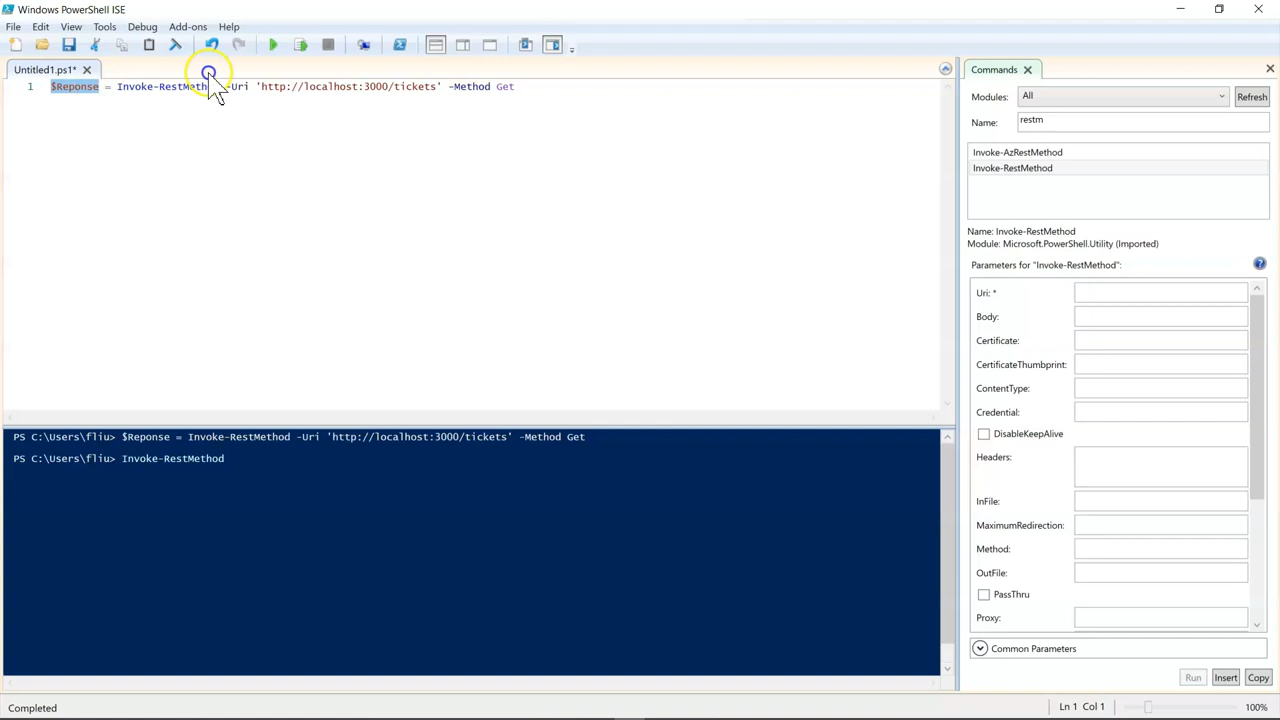 Windows PowerShell ISE
File Edit View Tools Debug Add-ons Help
Untitled1.ps1*
1 $Reponse = Invoke-RestMethod -Uri 'http://localhost:3000/tickets' -Method Get
Commands
Modules: All Refresh
Name: restm
Invoke-AzRestMethod
Invoke-RestMethod
Name: Invoke-RestMethod
Module: Microsoft.PowerShell.Utility (Imported)
Parameters for "Invoke-RestMethod":
Uri: *
Body:
Certificate:
CertificateThumbprint:
ContentType:
Credential:
DisableKeepAlive
Headers:
InFile:
MaximumRedirection:
Method:
OutFile:
PassThru
Proxy:
Common Parameters
Run Insert Copy
PS C:\Users\fliu> $Reponse = Invoke-RestMethod -Uri 'http://localhost:3000/tickets' -Method Get
PS C:\Users\fliu> Invoke-RestMethod
Completed
Ln 1 Col 1
100%